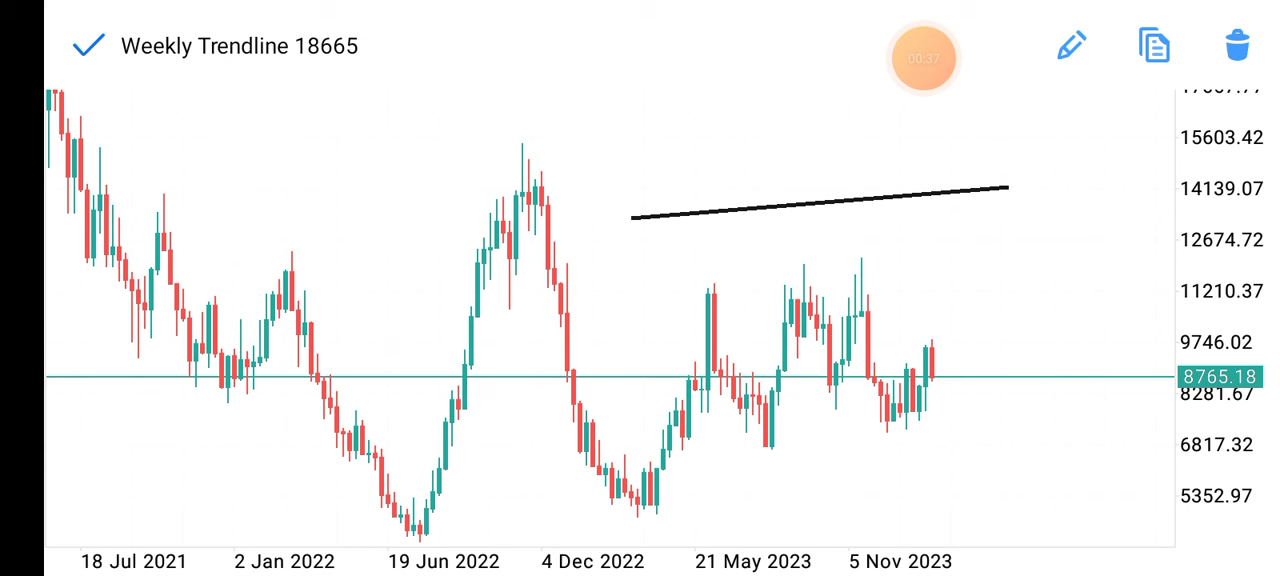 Weekly Trendline 18665
00:37
15603.42
14139.07
12674.72
11210.37
9746.02
8765.18
8281.67
6817.32
5352.97
18 Jul 2021
2 Jan 2022
19 Jun 2022
4 Dec 2022
21 May 2023
5 Nov 2023